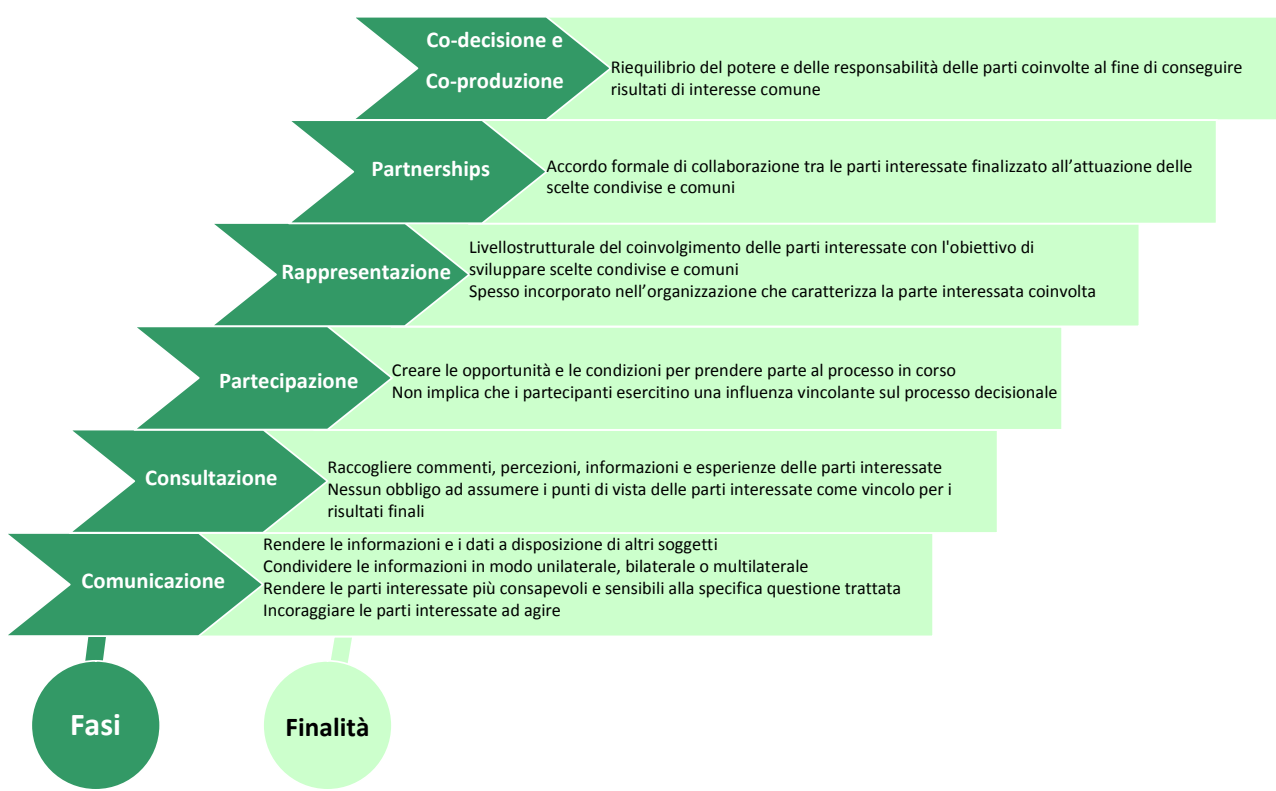 Co-decisione e
Co-produzione
Riequilibrio del potere e delle responsabilità delle parti coinvolte al fine di conseguire
risultati di interesse comune
Partnerships
Accordo formale di collaborazione tra le parti interessate finalizzato all’attuazione delle
scelte condivise e comuni
Rappresentazione
Livellostrutturale del coinvolgimento delle parti interessate con l'obiettivo di
sviluppare scelte condivise e comuni
Spesso incorporato nell’organizzazione che caratterizza la parte interessata coinvolta
Partecipazione
Creare le opportunità e le condizioni per prendere parte al processo in corso
Non implica che i partecipanti esercitino una influenza vincolante sul processo decisionale
Consultazione
Raccogliere commenti, percezioni, informazioni e esperienze delle parti interessate
Nessun obbligo ad assumere i punti di vista delle parti interessate come vincolo per i
risultati finali
Comunicazione
Rendere le informazioni e i dati a disposizione di altri soggetti
Condividere le informazioni in modo unilaterale, bilaterale o multilaterale
Rendere le parti interessate più consapevoli e sensibili alla specifica questione trattata
Incoraggiare le parti interessate ad agire
Fasi
Finalità